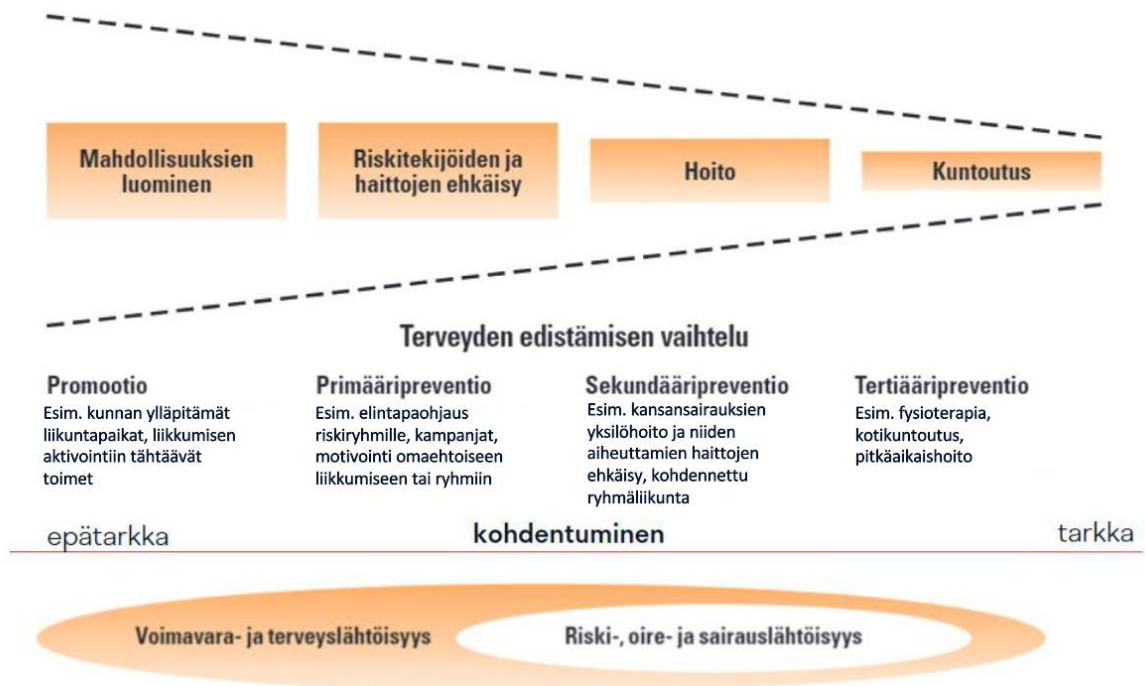 Mahdollisuuksien
luominen
Riskitekijöiden ja
haittojen ehkäisy
Hoito
Kuntoutus
Terveyden edistämisen vaihtelu
Promootio
Esim. kunnan ylläpitämät
liikuntapaikat, liikkumisen
aktivointiin tähtäävät
toimet
Primääripreventio
Esim. elintapaohjaus
riskiryhmille, kampanjat,
motivointi omaehtoiseen
liikkumiseen tai ryhmiin
Sekundääripreventio
Esim. kansansairauksien
yksilöhoito ja niiden
aiheuttamien haittojen
ehkäisy, kohdennettu
ryhmäliikunta
Tertiääripreventio
Esim. fysioterapia,
kotikuntoutus,
pitkäaikaishoito
epätarkka
kohdentuminen
tarkka
Voimavara- ja terveyslähtöisyys
Riski-, oire- ja sairauslähtöisyys